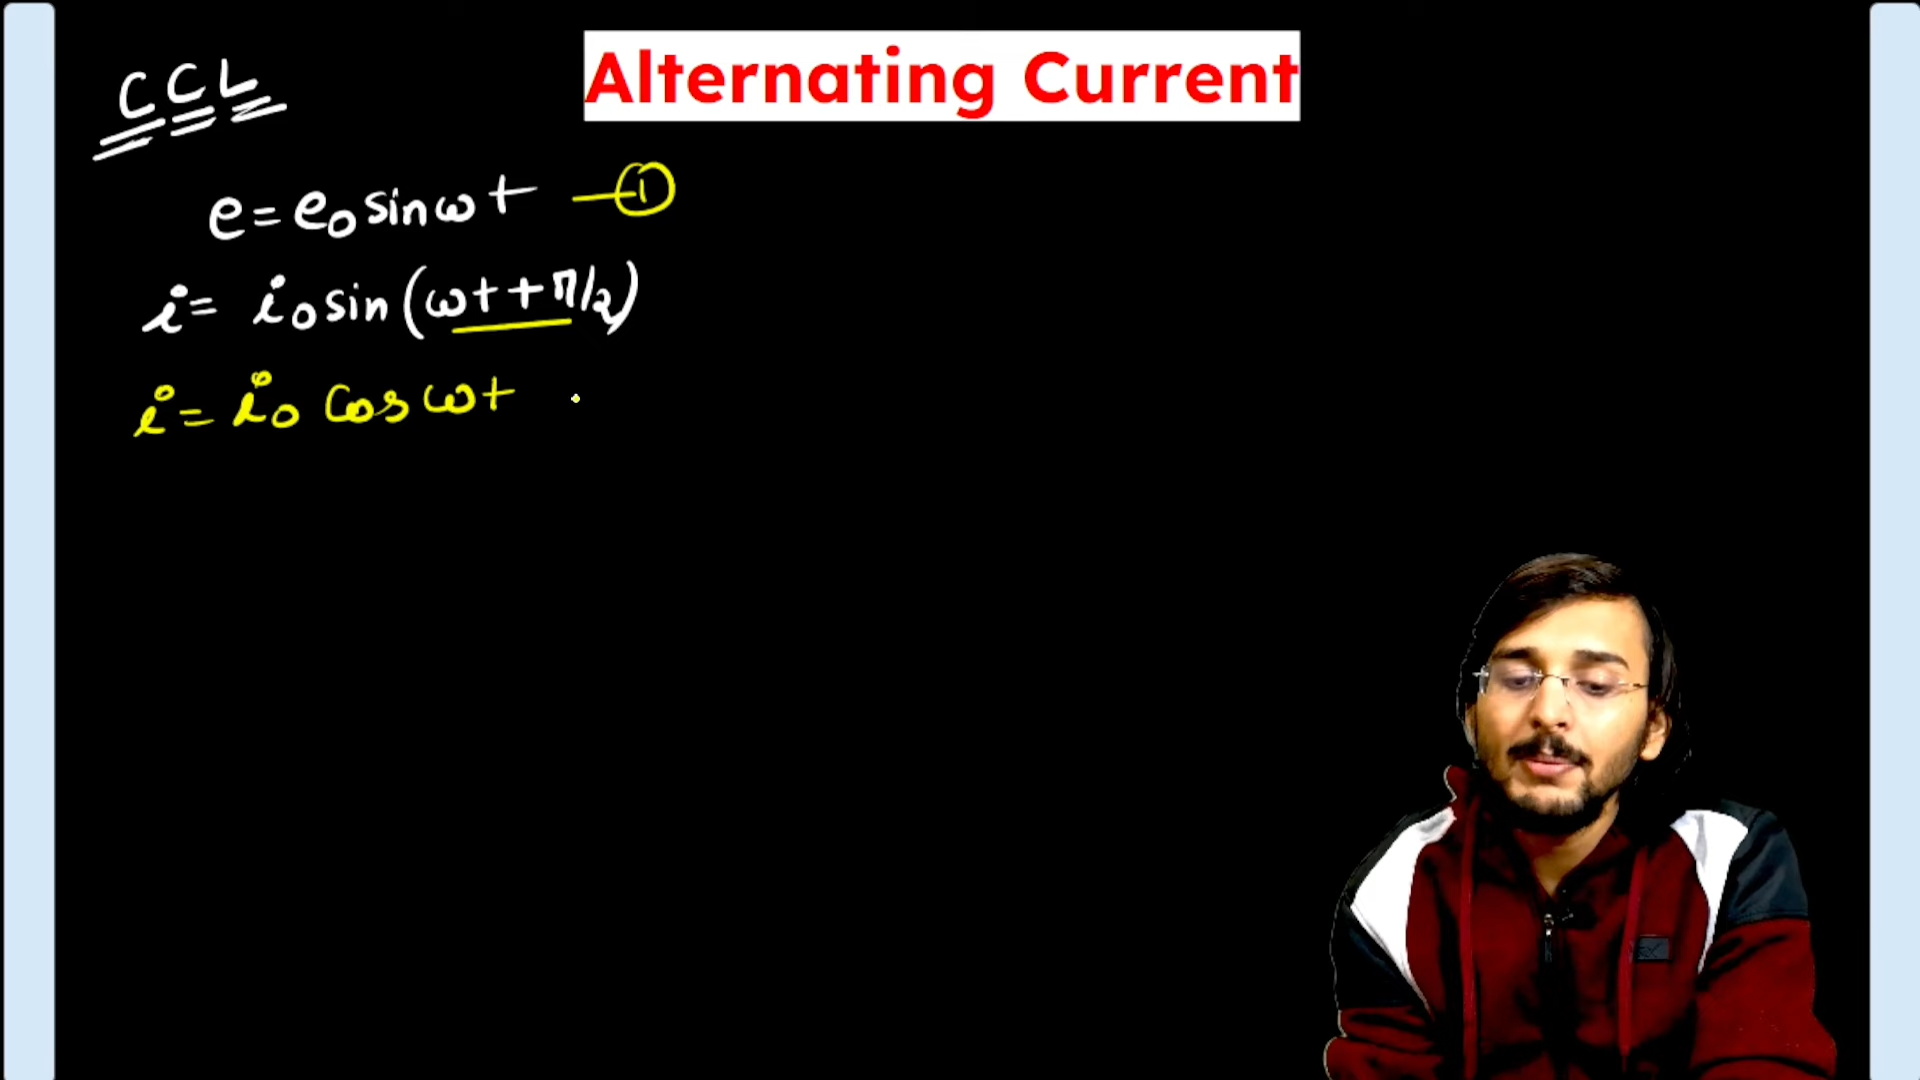 Alternating Current
CCL
e = e₀ sin ωt —①
i = i₀ sin (ωt + π/2)
i = i₀ cos ωt